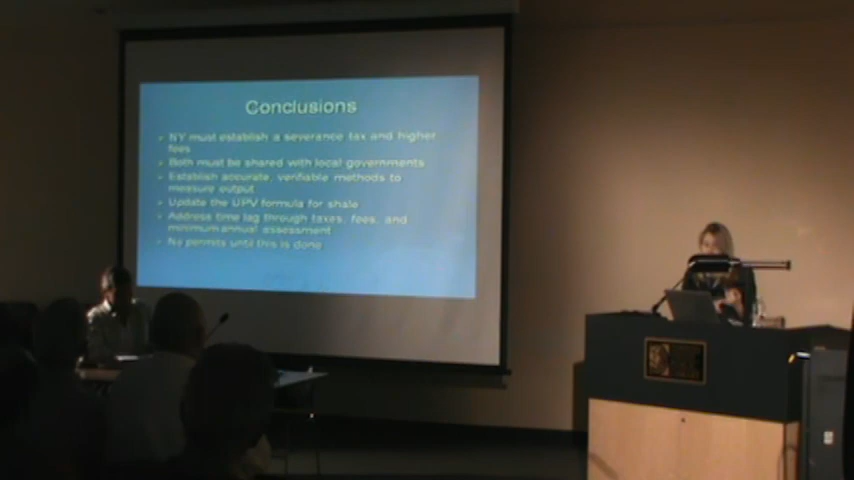 Conclusions
NY must establish a severance tax and higher
fees
Both must be shared with local governments
Establish accurate, verifiable methods to
measure output
Update the UPV formula for shale
Address time lag through taxes, fees, and
minimum annual assessment
No permits until this is done